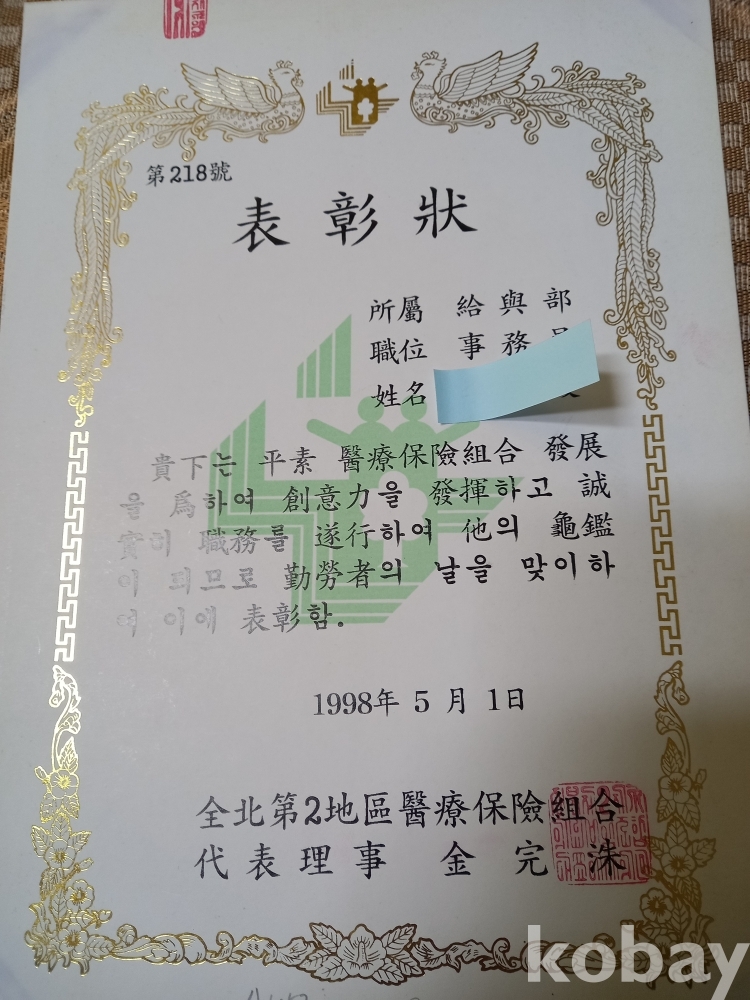 第218號
表彰狀
所屬 給與部
職位 事務
姓名
貴下는 平素 醫療保險組合 發展
을 爲하여 創意力을 發揮하고 誠
實히 職務를 遂行하여 他의 龜鑑
이 되므로 勤勞者의 날을 맞이하
여 이에 表彰함.
1998年 5月 1日
全北第2地區醫療保險組合
代表理事 金完洙
kobay